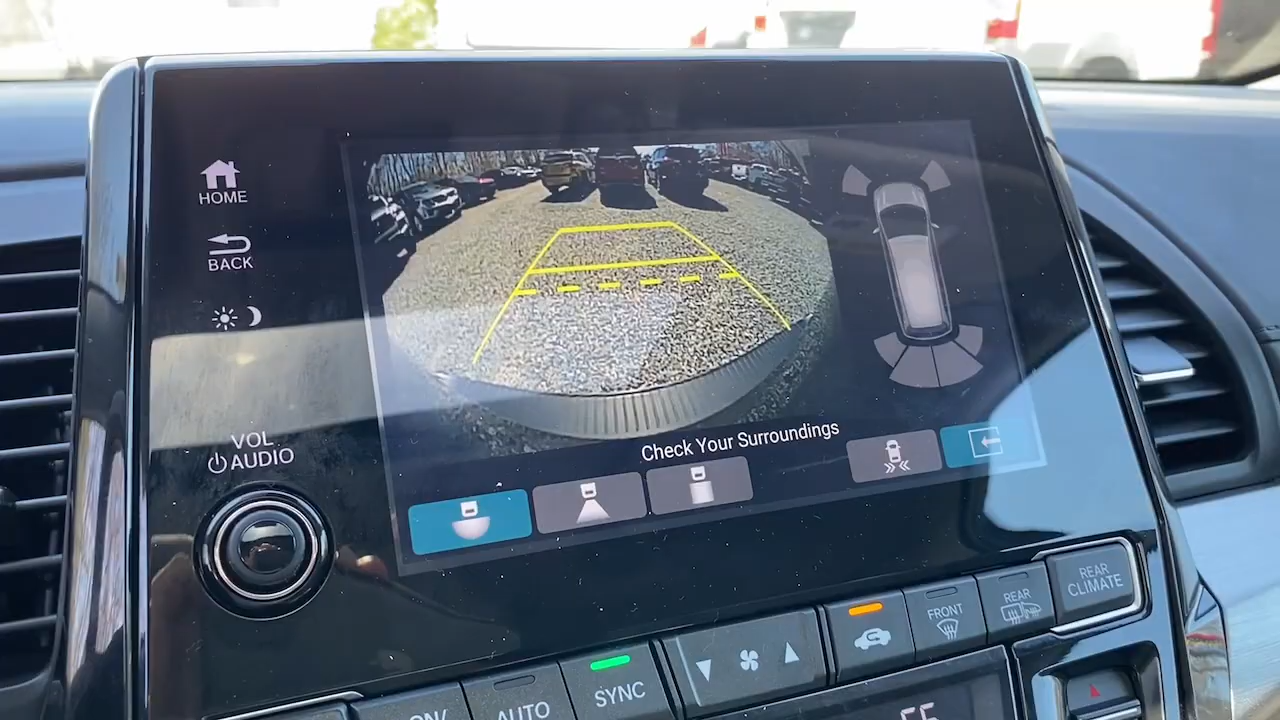 HOME
BACK
VOL
AUDIO
Check Your Surroundings
REAR
CLIMATE
REAR
FRONT
SYNC
AUTO